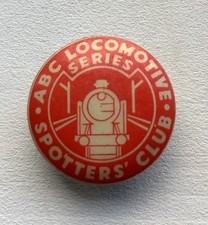 ABC LOCOMOTIVE
SERIES
SPOTTERS' CLUB